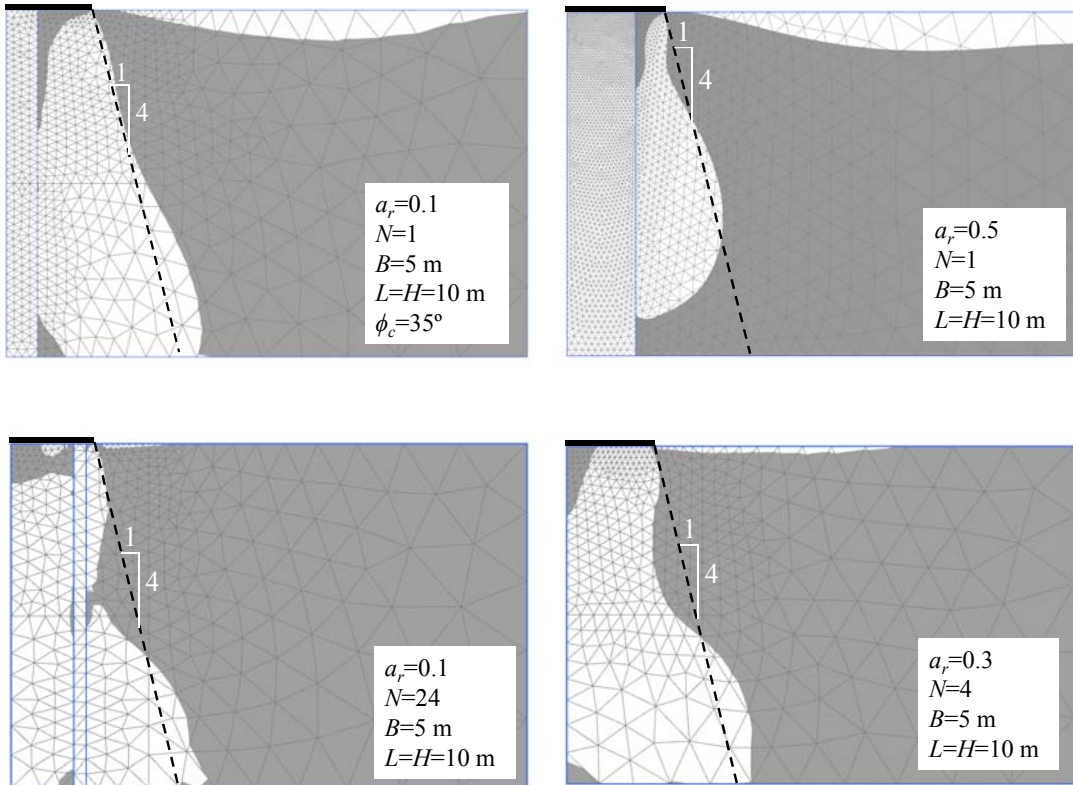 1
4
a_r=0.1
N=1
B=5 m
L=H=10 m
ϕ_c=35º
1
4
a_r=0.5
N=1
B=5 m
L=H=10 m
1
4
a_r=0.1
N=24
B=5 m
L=H=10 m
1
4
a_r=0.3
N=4
B=5 m
L=H=10 m